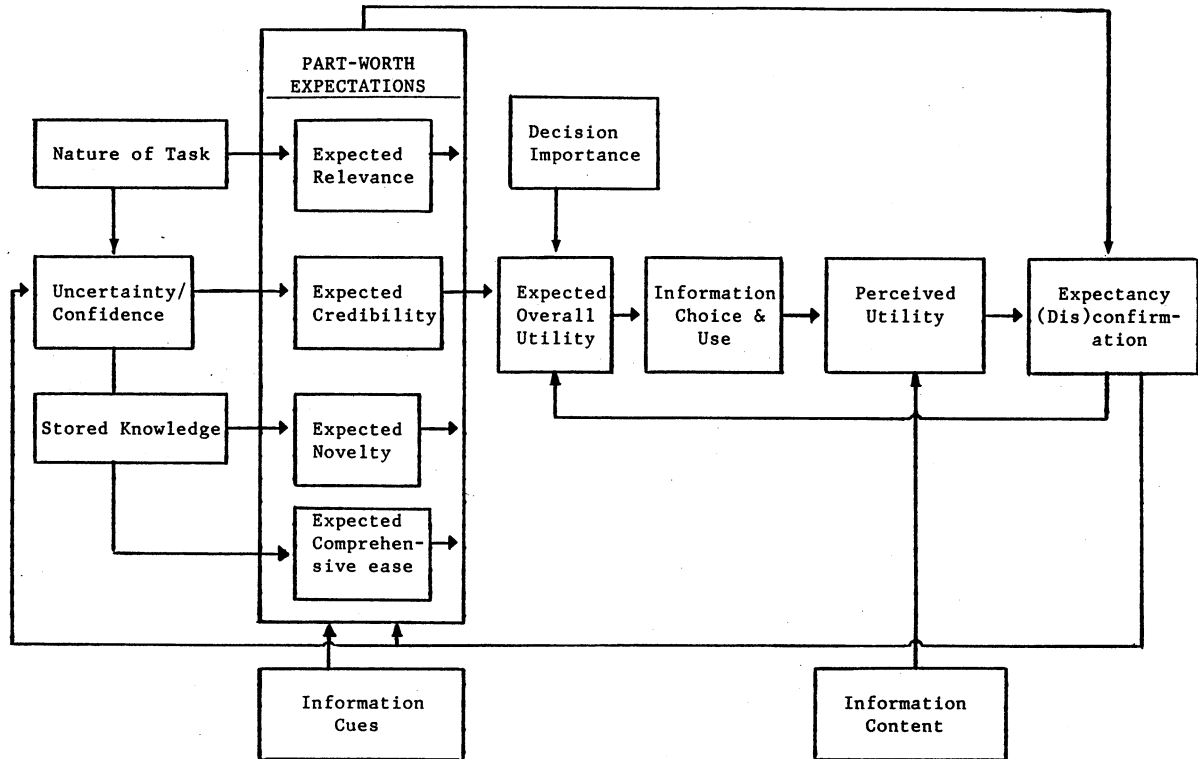 PART-WORTH
EXPECTATIONS
Nature of Task
Expected
Relevance
Decision
Importance
Uncertainty/
Confidence
Expected
Credibility
Expected
Overall
Utility
Information
Choice &
Use
Perceived
Utility
Expectancy
(Dis)confirm-
ation
Stored Knowledge
Expected
Novelty
Expected
Comprehen-
sive ease
Information
Cues
Information
Content